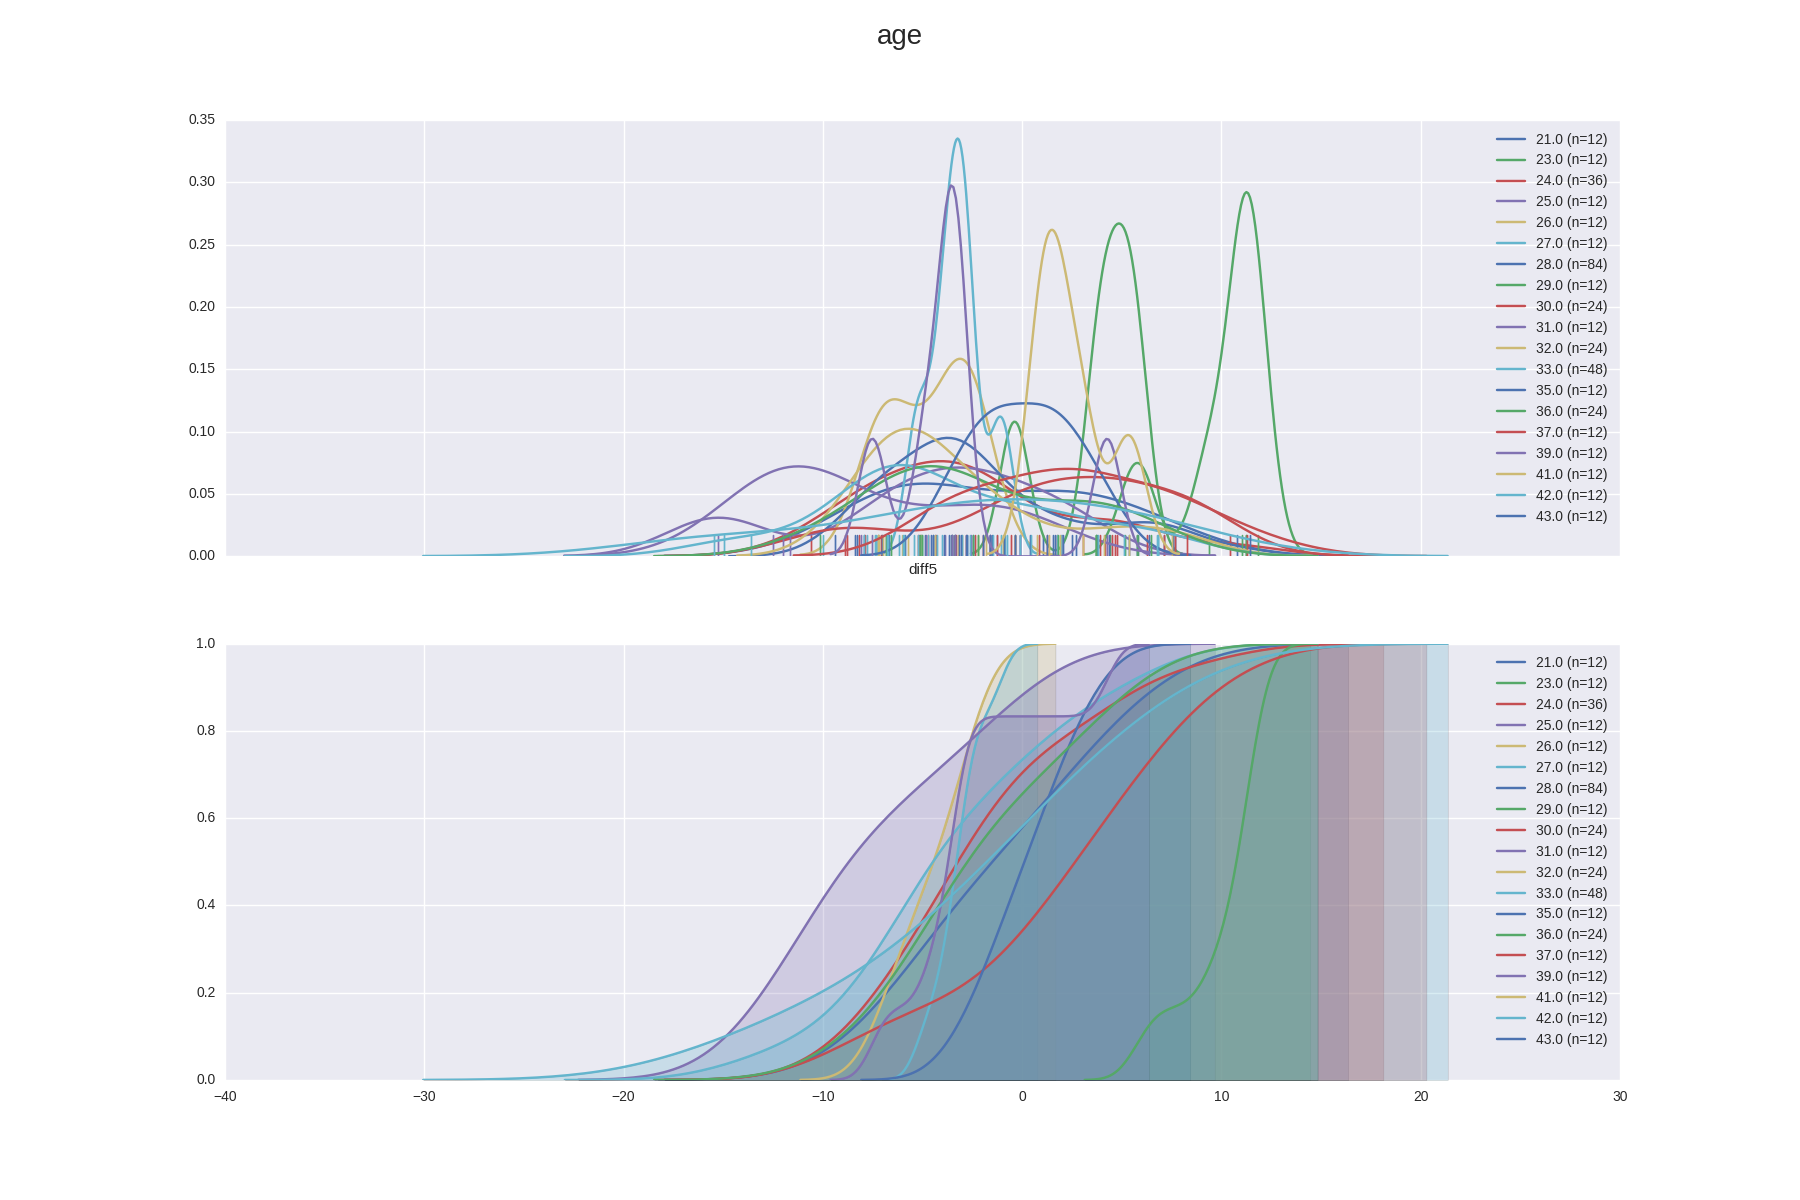 age
0.35
0.30
0.25
0.20
0.15
0.10
0.05
0.00
21.0 (n=12)
23.0 (n=12)
24.0 (n=36)
25.0 (n=12)
26.0 (n=12)
27.0 (n=12)
28.0 (n=84)
29.0 (n=12)
30.0 (n=24)
31.0 (n=12)
32.0 (n=24)
33.0 (n=48)
35.0 (n=12)
36.0 (n=24)
37.0 (n=12)
39.0 (n=12)
41.0 (n=12)
42.0 (n=12)
43.0 (n=12)
diff5
1.0
0.8
0.6
0.4
0.2
0.0
21.0 (n=12)
23.0 (n=12)
24.0 (n=36)
25.0 (n=12)
26.0 (n=12)
27.0 (n=12)
28.0 (n=84)
29.0 (n=12)
30.0 (n=24)
31.0 (n=12)
32.0 (n=24)
33.0 (n=48)
35.0 (n=12)
36.0 (n=24)
37.0 (n=12)
39.0 (n=12)
41.0 (n=12)
42.0 (n=12)
43.0 (n=12)
−40 −30 −20 −10 0 10 20 30